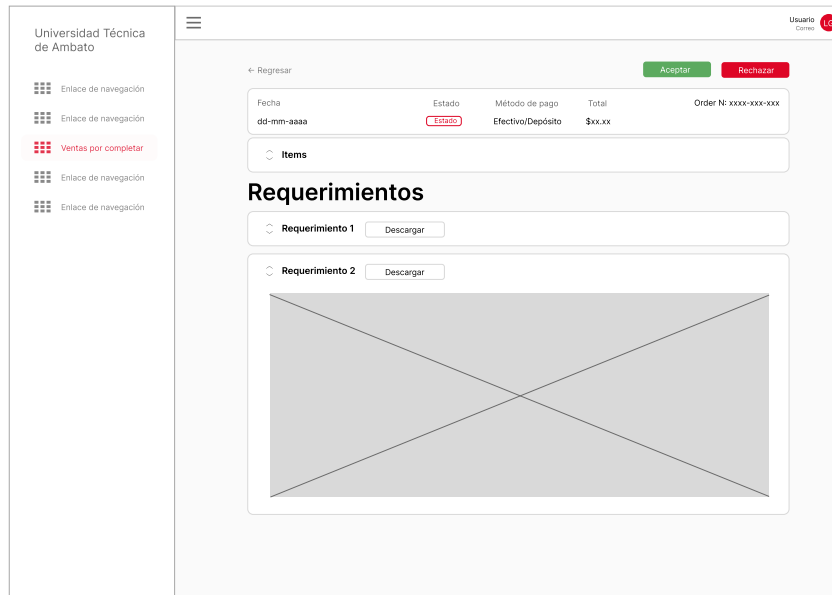 Universidad Técnica
de Ambato
Enlace de navegación
Enlace de navegación
Ventas por completar
Enlace de navegación
Enlace de navegación
Usuario
Correo
LG
← Regresar
Aceptar
Rechazar
Fecha Estado Método de pago Total Order N: xxxx-xxx-xxx
dd-mm-aaaa Estado Efectivo/Depósito $xx.xx
Items
Requerimientos
Requerimiento 1 Descargar
Requerimiento 2 Descargar